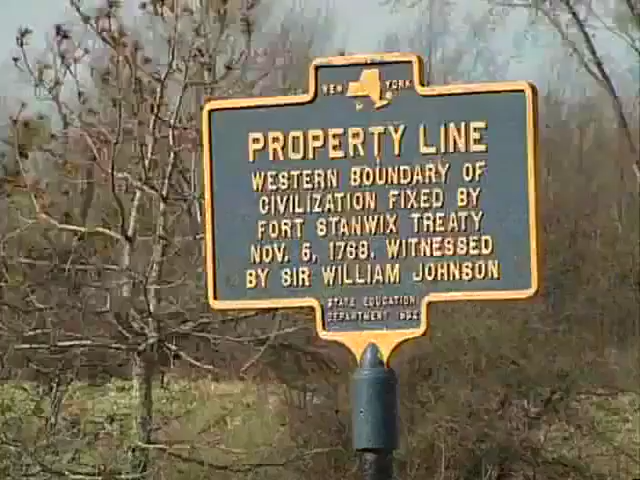 NEW YORK
PROPERTY LINE
WESTERN BOUNDARY OF
CIVILIZATION FIXED BY
FORT STANWIX TREATY
NOV. 5, 1768. WITNESSED
BY SIR WILLIAM JOHNSON
STATE EDUCATION
DEPARTMENT 1932